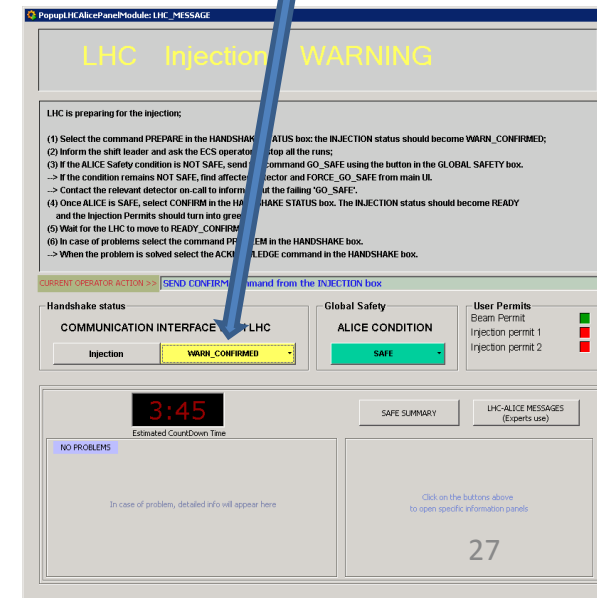 PopupLHCAlicePanelModule: LHC_MESSAGE
LHC Injection WARNING
LHC is preparing for the injection;
(1) Select the command PREPARE in the HANDSHAKE STATUS box: the INJECTION status should become WARN_CONFIRMED;
(2) Inform the shift leader and ask the ECS operator stop all the runs;
(3) If the ALICE Safety condition is NOT SAFE, send command GO_SAFE using the button in the GLOBAL SAFETY box.
--> If the condition remains NOT SAFE, find affected detector and FORCE_GO_SAFE from main UI.
--> Contact the relevant detector on-call to inform the failing 'GO_SAFE'.
(4) Once ALICE is SAFE, select CONFIRM in the HANDSHAKE STATUS box. The INJECTION status should become READY
and the Injection Permits should turn into green
(5) Wait for the LHC to move to READY_CONFIRM
(6) In case of problems select the command PROBLEM in the HANDSHAKE box.
--> When the problem is solved select the ACKNOWLEDGE command in the HANDSHAKE box.
CURRENT OPERATOR ACTION >> SEND CONFIRM command from the INJECTION box
Handshake status
COMMUNICATION INTERFACE LHC
Injection WARN_CONFIRMED
Global Safety
ALICE CONDITION
SAFE
User Permits
Beam Permit
Injection permit 1
Injection permit 2
3:45
Estimated CountDown Time
SAFE SUMMARY
LHC-ALICE MESSAGES
(Experts use)
NO PROBLEMS
In case of problem, detailed info will appear here
Click on the buttons above
to open specific information panels
27